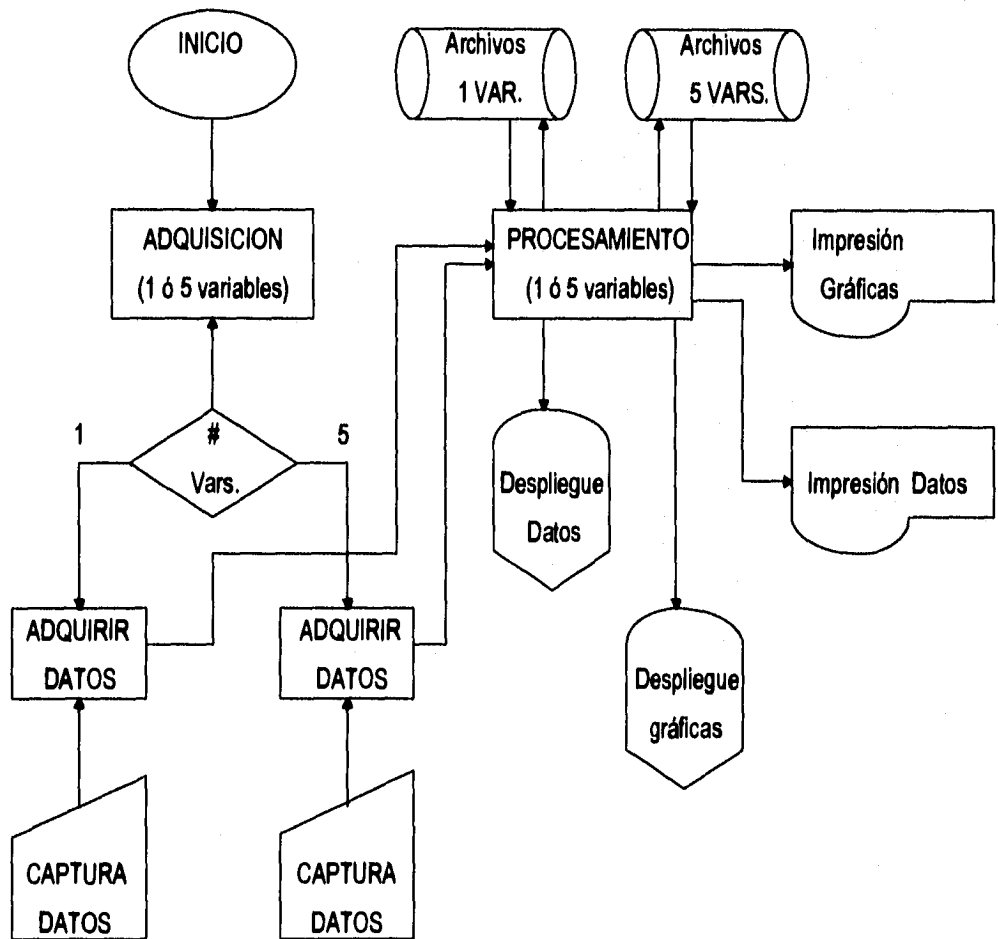 INICIO
Archivos
1 VAR.
Archivos
5 VARS.
ADQUISICION
(1 ó 5 variables)
PROCESAMIENTO
(1 ó 5 variables)
Impresión
Gráficas
1
#
Vars.
5
Despliegue
Datos
Impresión Datos
ADQUIRIR
DATOS
ADQUIRIR
DATOS
Despliegue
gráficas
CAPTURA
DATOS
CAPTURA
DATOS